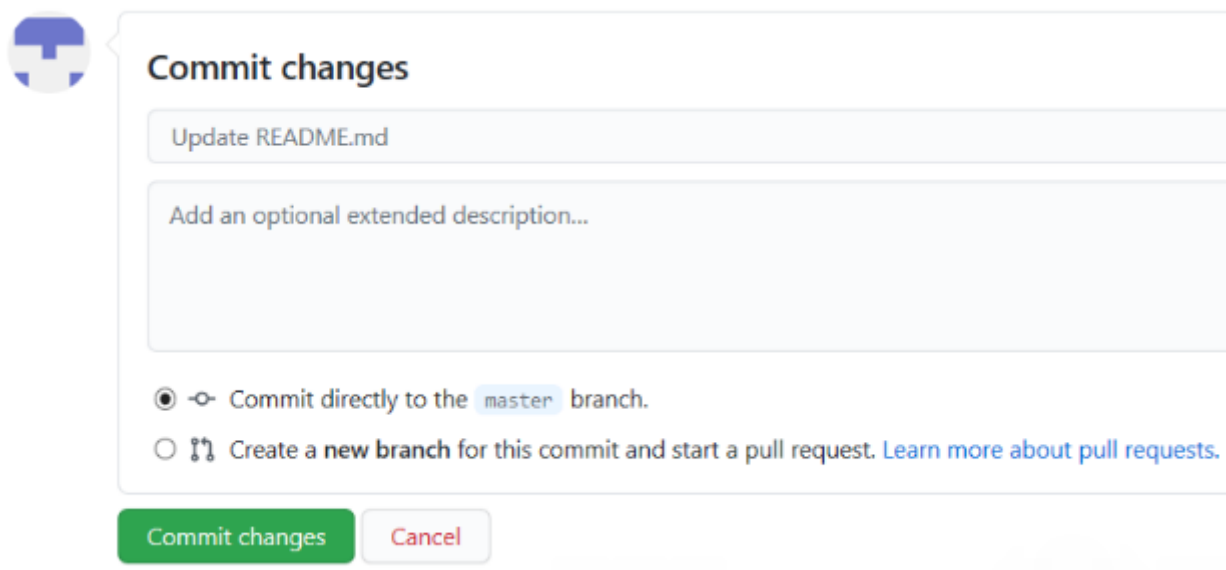 Commit changes
Update README.md
Add an optional extended description...
Commit directly to the master branch.
Create a new branch for this commit and start a pull request. Learn more about pull requests.
Commit changes Cancel